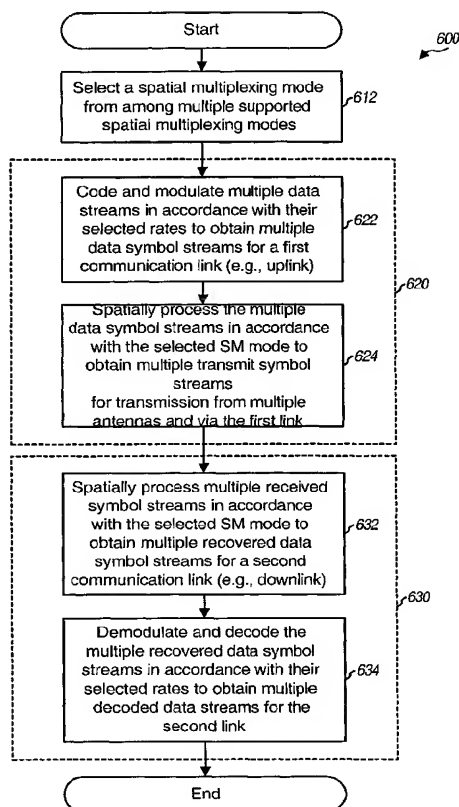 Start
600
Select a spatial multiplexing mode
from among multiple supported
spatial multiplexing modes
612
Code and modulate multiple data
streams in accordance with their
selected rates to obtain multiple
data symbol streams for a first
communication link (e.g., uplink)
622
620
Spatially process the multiple
data symbol streams in accordance
with the selected SM mode to
obtain multiple transmit symbol
streams
for transmission from multiple
antennas and via the first link
624
Spatially process multiple received
symbol streams in accordance
with the selected SM mode to
obtain multiple recovered data
symbol streams for a second
communication link (e.g., downlink)
632
630
Demodulate and decode the
multiple recovered data symbol
streams in accordance with their
selected rates to obtain multiple
decoded data streams for the
second link
634
End